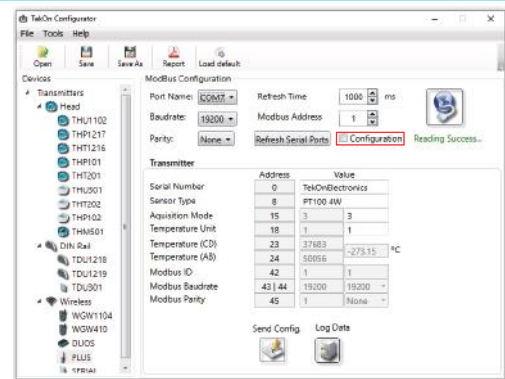 TekOn Configurator
File Tools Help
Open Save Save As Report Load default
Devices
Transmitters
Head
THU1102
THP1217
THT1216
THP101
THT201
THU501
THT202
THP102
THM501
DIN Rail
TDU1218
TDU1219
TDU301
Wireless
WGW1104
WGW410
DUOS
PLUS
SERIAL
ModBus Configuration
Port Name: COM7 Refresh Time 1000 ms
Baudrate: 19200 Modbus Address 1
Parity: None Refresh Serial Ports Configuration Reading Success...
Transmitter
Address Value
Serial Number 0 TekOnElectronics
Sensor Type 8 PT100 4W
Aquisition Mode 15 3 3
Temperature Unit 18 1 1
Temperature (CD) 23 37683 -273.15 °C
Temperature (AB) 24 50056
Modbus ID 42 1 1
Modbus Baudrate 43 | 44 19200 19200
Modbus Parity 45 1 None
Send Config. Log Data